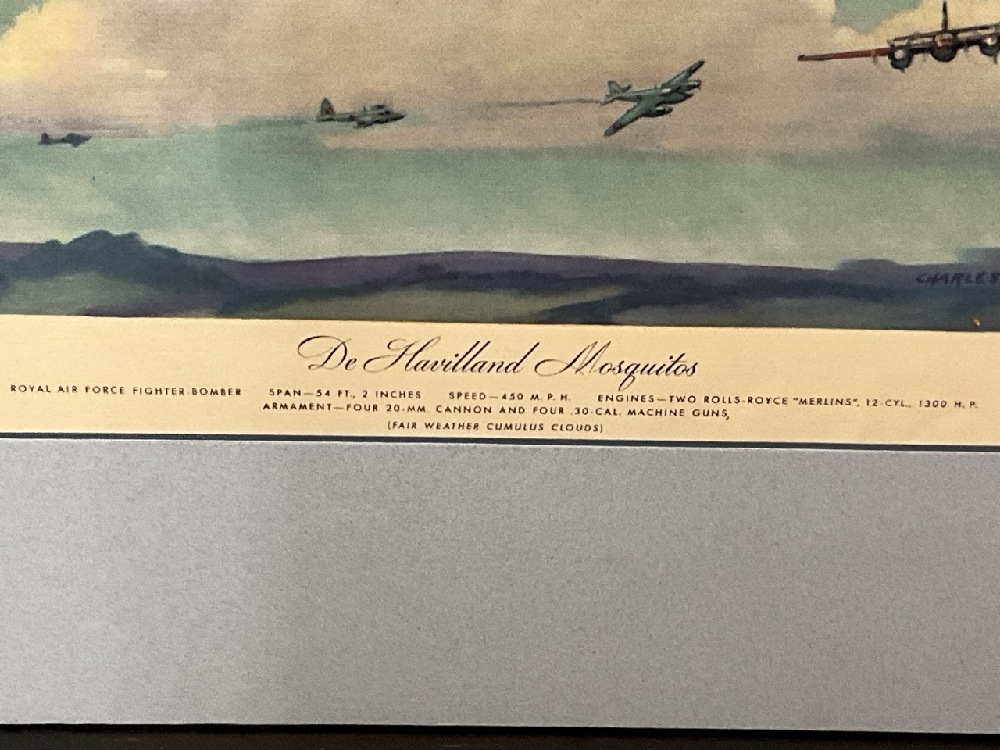 CHARLES
De Havilland Mosquitos
ROYAL AIR FORCE FIGHTER-BOMBER SPAN—54 FT., 2 INCHES SPEED—450 M. P. H. ENGINES—TWO ROLLS-ROYCE "MERLINS", 12-CYL., 1300 H. P.
ARMAMENT—FOUR 20-MM. CANNON AND FOUR .30-CAL. MACHINE GUNS,
(FAIR WEATHER CUMULUS CLOUDS)